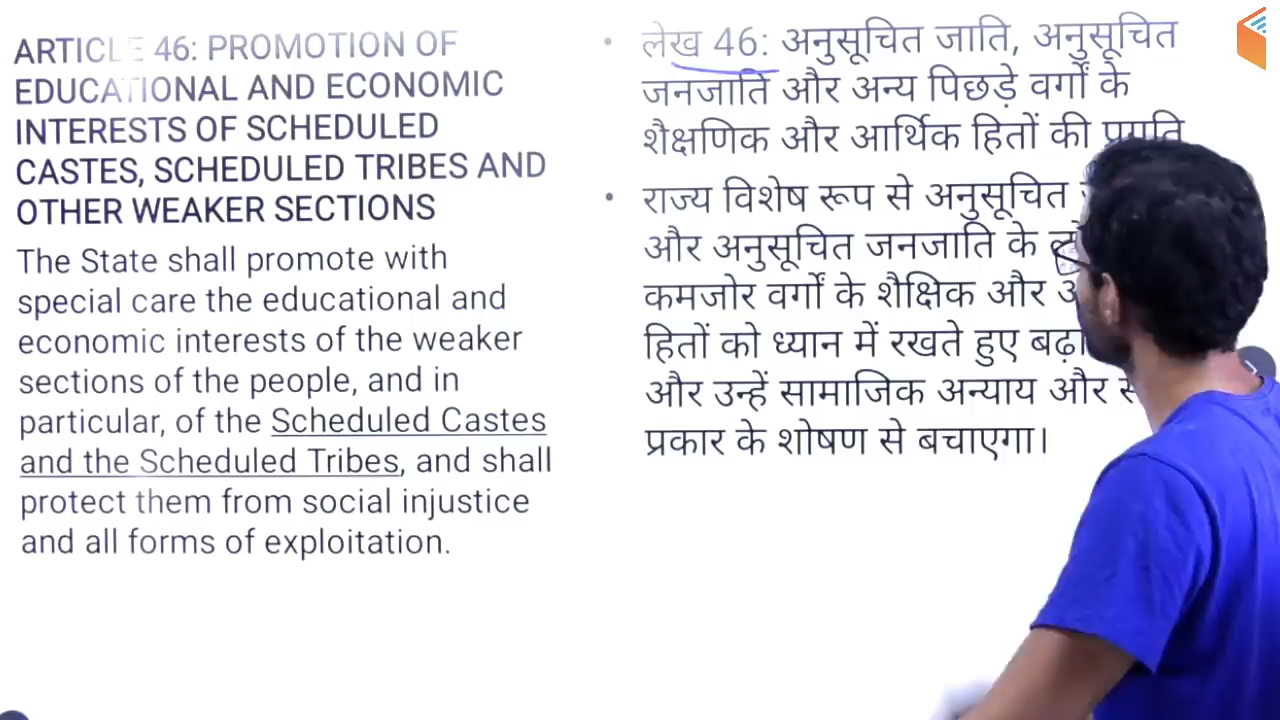 ARTICLE 46: PROMOTION OF
EDUCATIONAL AND ECONOMIC
INTERESTS OF SCHEDULED
CASTES, SCHEDULED TRIBES AND
OTHER WEAKER SECTIONS
The State shall promote with
special care the educational and
economic interests of the weaker
sections of the people, and in
particular, of the Scheduled Castes
and the Scheduled Tribes, and shall
protect them from social injustice
and all forms of exploitation.
• लेख 46: अनुसूचित जाति, अनुसूचित
जनजाति और अन्य पिछड़े वर्गों के
शैक्षणिक और आर्थिक हितों की प्रगति
• राज्य विशेष रूप से अनुसूचित
और अनुसूचित जनजाति के
कमजोर वर्गों के शैक्षिक और
हितों को ध्यान में रखते हुए
और उन्हें सामाजिक अन्याय और
प्रकार के शोषण से बचाएगा।